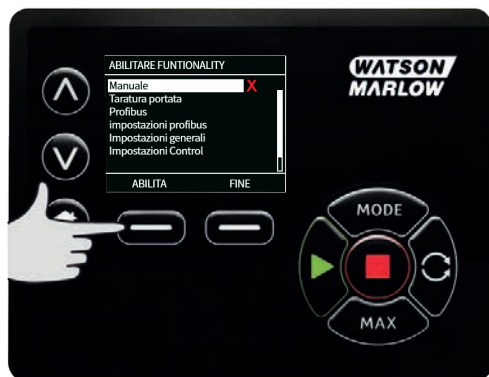 ABILITARE FUNTIONALITY
WATSON
MARLOW
Manuale X
Taratura portata
Profibus
impostazioni profibus
Impostazioni generali
Impostazioni Control
ABILITA FINE
MODE
MAX